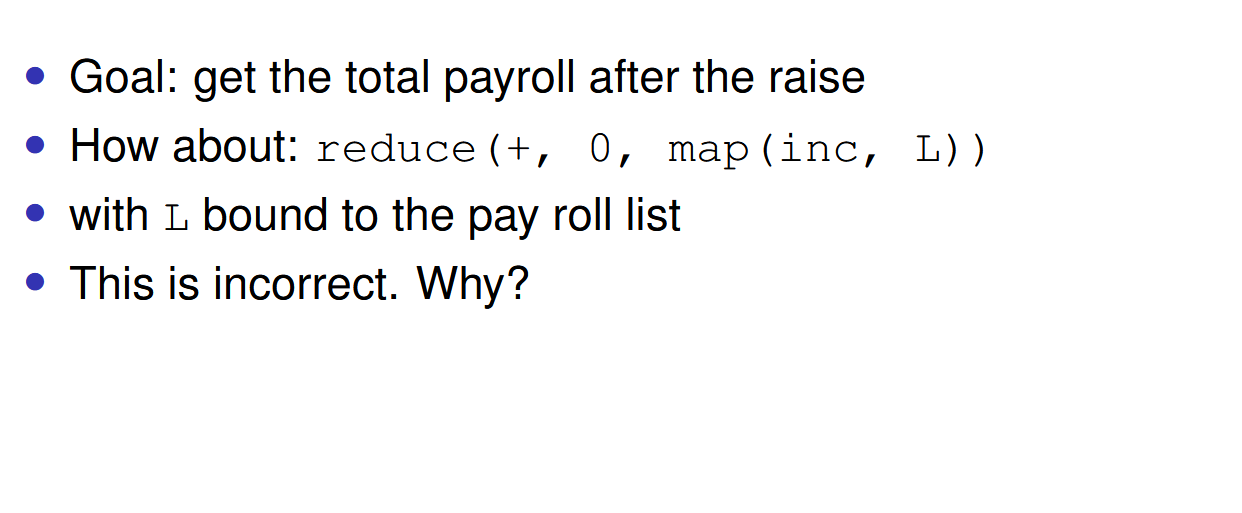 • Goal: get the total payroll after the raise
• How about: reduce(+, 0, map(inc, L))
• with L bound to the pay roll list
• This is incorrect. Why?